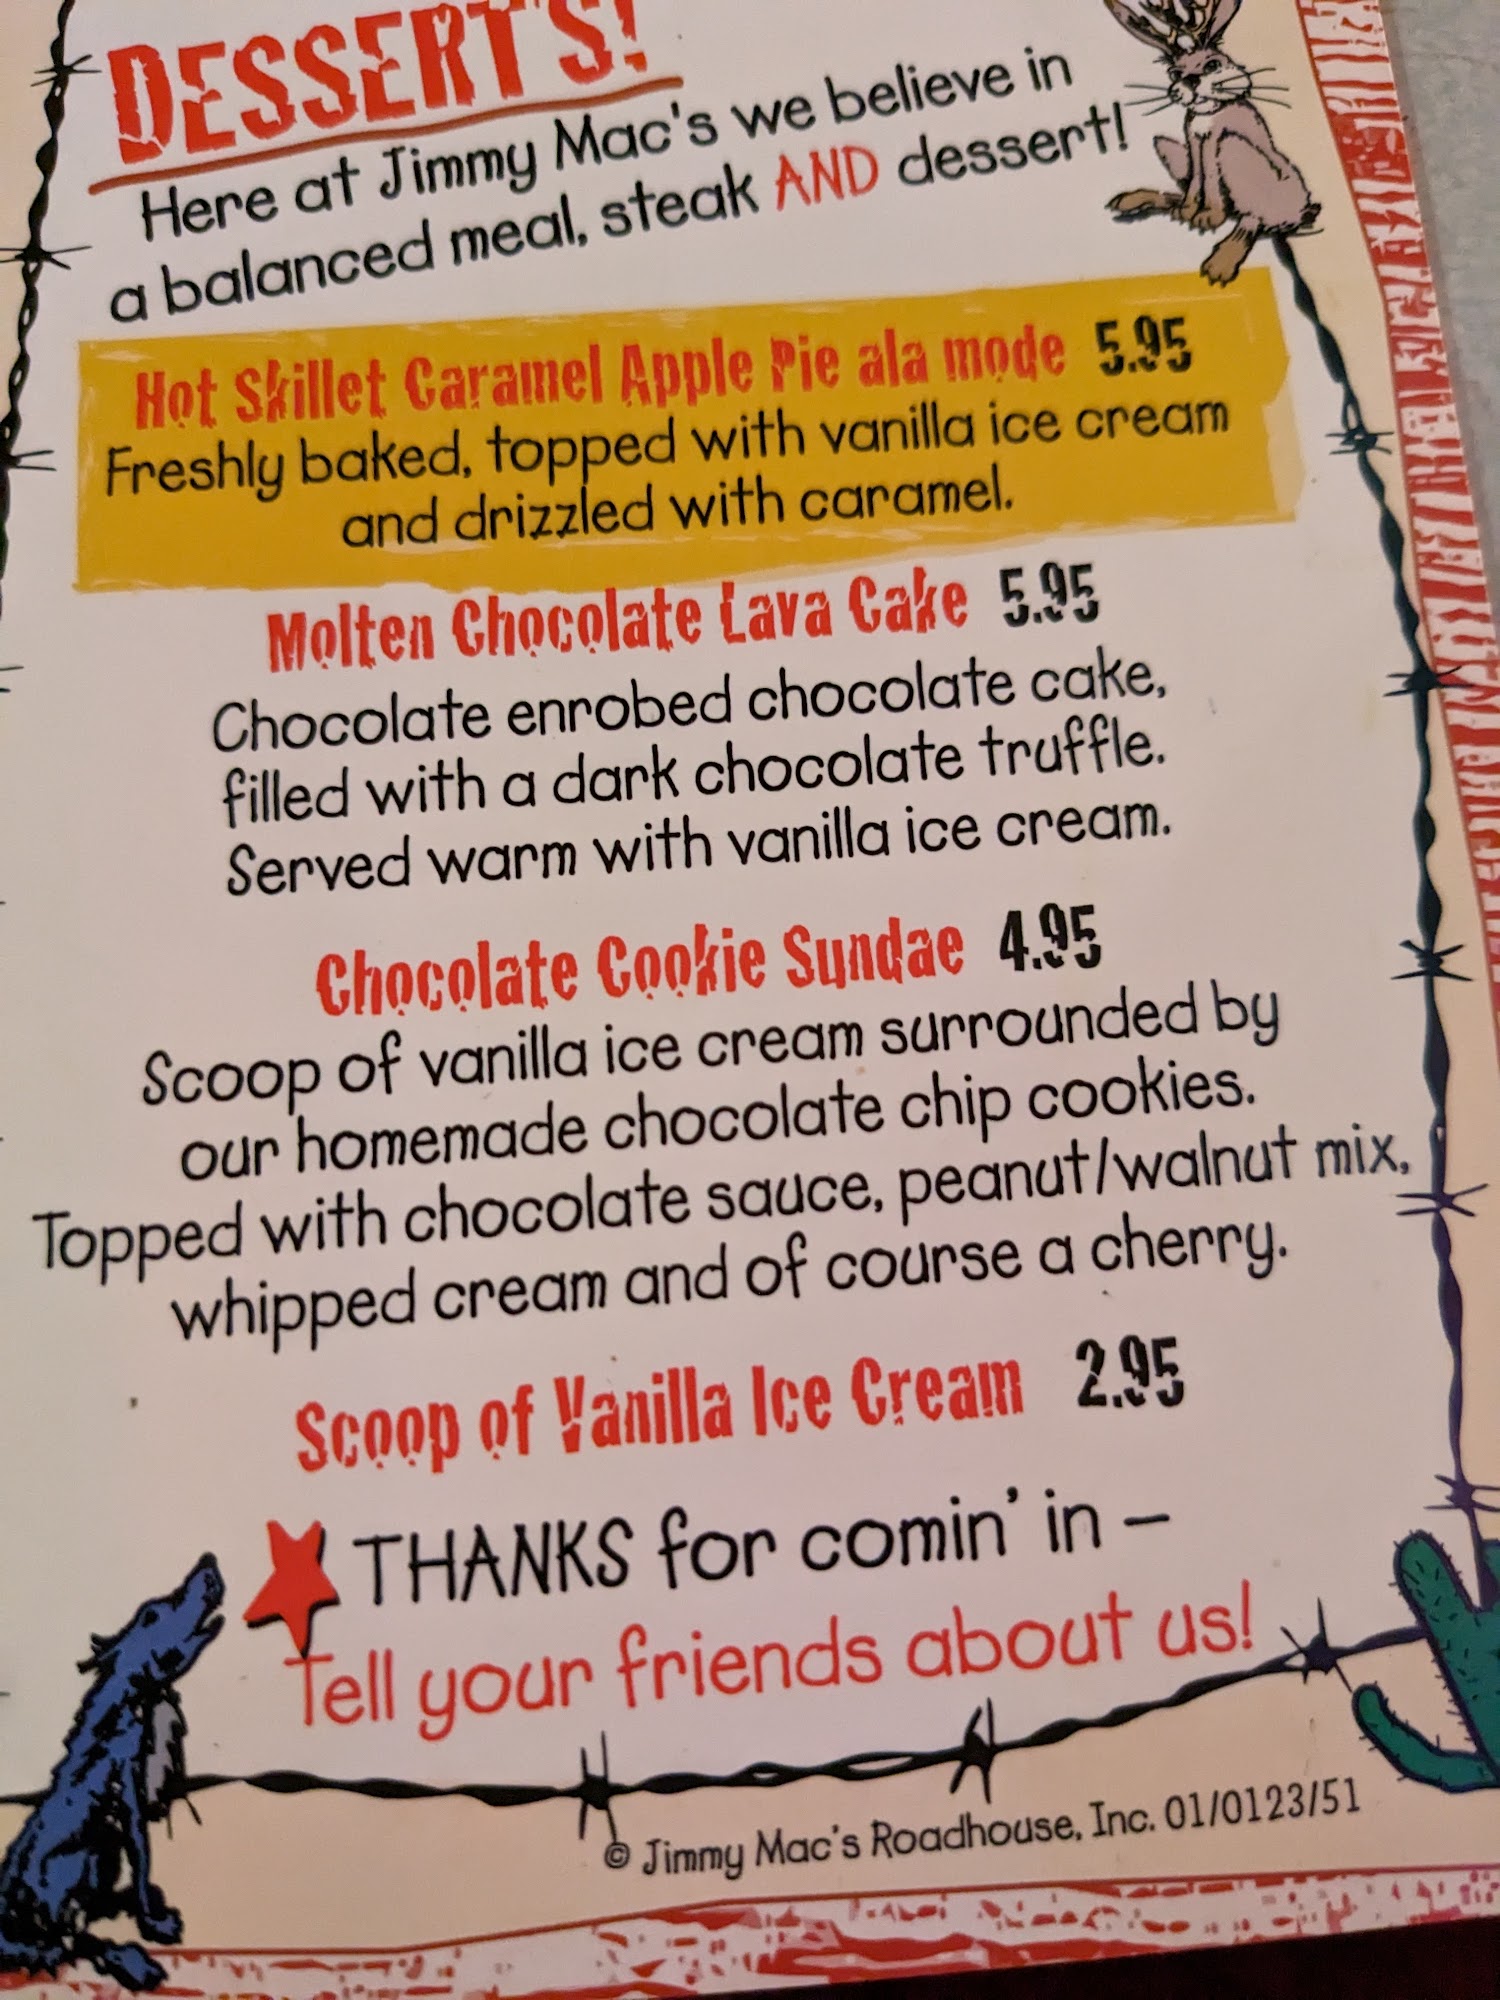 DESSERTS!
Here at Jimmy Mac's we believe in
a balanced meal, steak AND dessert!
Hot Skillet Caramel Apple Pie ala mode 5.95
Freshly baked, topped with vanilla ice cream
and drizzled with caramel.
Molten Chocolate Lava Cake 5.95
Chocolate enrobed chocolate cake,
filled with a dark chocolate truffle.
Served warm with vanilla ice cream.
Chocolate Cookie Sundae 4.95
Scoop of vanilla ice cream surrounded by
our homemade chocolate chip cookies.
Topped with chocolate sauce, peanut/walnut mix,
whipped cream and of course a cherry.
Scoop of Vanilla Ice Cream 2.95
THANKS for comin' in –
Tell your friends about us!
© Jimmy Mac's Roadhouse, Inc. 01/0123/51